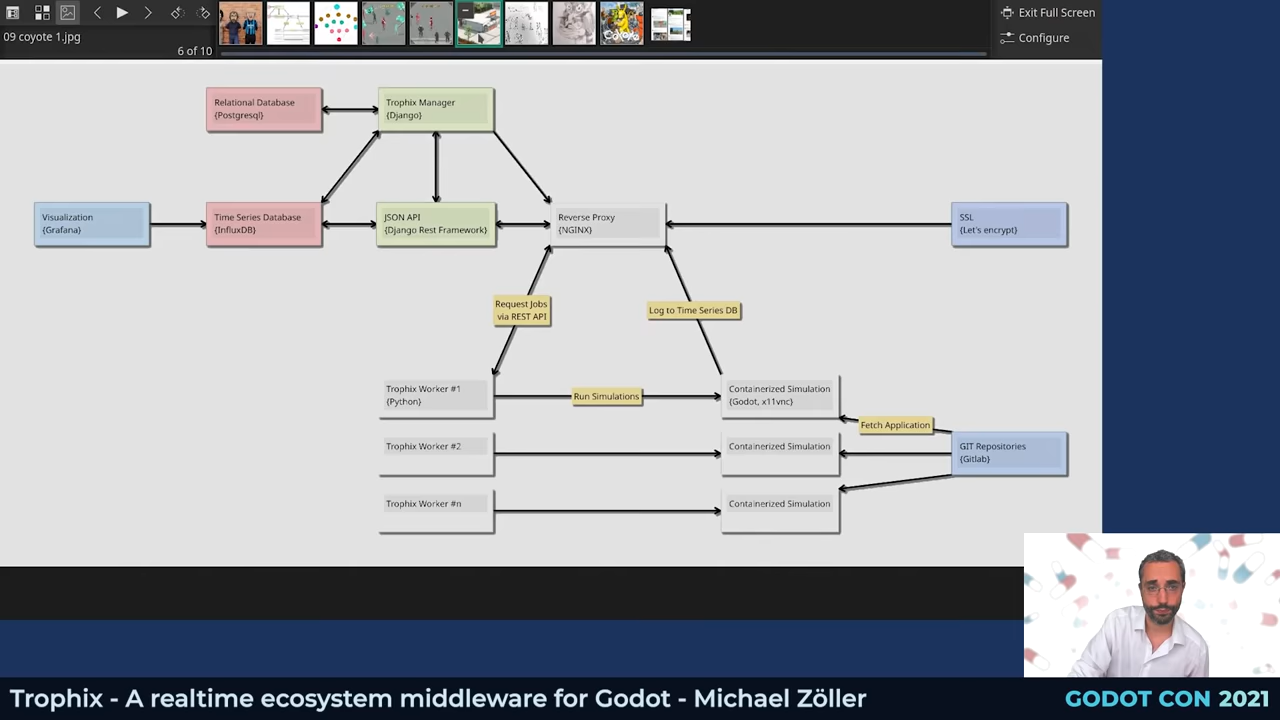 Exit Full Screen
09 coyote 1.jpg
6 of 10
Configure
Relational Database
{Postgresql}
Trophix Manager
{Django}
Visualization
{Grafana}
Time Series Database
{InfluxDB}
JSON API
{Django Rest Framework}
Reverse Proxy
{NGINX}
SSL
{Let's encrypt}
Request Jobs
via REST API
Log to Time Series DB
Trophix Worker #1
{Python}
Run Simulations
Containerized Simulation
{Godot, x11vnc}
Fetch Application
Trophix Worker #2
Containerized Simulation
GIT Repositories
{Gitlab}
Trophix Worker #n
Containerized Simulation
Trophix - A realtime ecosystem middleware for Godot - Michael Zöller
GODOT CON 2021